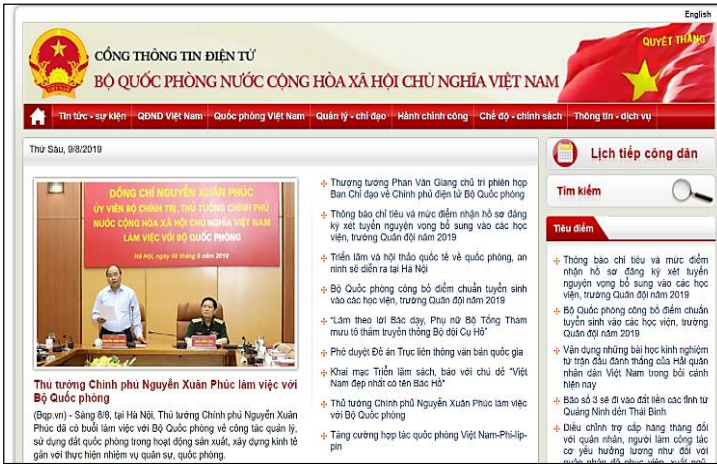 English
QUYẾT THẮNG
CỔNG THÔNG TIN ĐIỆN TỬ
BỘ QUỐC PHÒNG NƯỚC CỘNG HÒA XÃ HỘI CHỦ NGHĨA VIỆT NAM
Tin tức - sự kiện QĐND Việt Nam Quốc phòng Việt Nam Quản lý - chỉ đạo Hành chính công Chế độ - chính sách Thông tin - dịch vụ
Thứ Sáu, 9/8/2019
ĐỒNG CHÍ NGUYỄN XUÂN PHÚC
ỦY VIÊN BỘ CHÍNH TRỊ, THỦ TƯỚNG CHÍNH PHỦ
NƯỚC CỘNG HÒA XÃ HỘI CHỦ NGHĨA VIỆT NAM
LÀM VIỆC VỚI BỘ QUỐC PHÒNG
Hà Nội, ngày 08 tháng 8 năm 2019
Thủ tướng Chính phủ Nguyễn Xuân Phúc làm việc với
Bộ Quốc phòng
(Bqp.vn) - Sáng 8/8, tại Hà Nội, Thủ tướng Chính phủ Nguyễn Xuân
Phúc đã có buổi làm việc với Bộ Quốc phòng về công tác quản lý,
sử dụng đất quốc phòng trong hoạt động sản xuất, xây dựng kinh tế
gắn với thực hiện nhiệm vụ quân sự, quốc phòng.
Thượng tướng Phan Văn Giang chủ trì phiên họp
Ban Chỉ đạo về Chính phủ điện tử Bộ Quốc phòng
Thông báo chỉ tiêu và mức điểm nhận hồ sơ đăng
ký xét tuyển nguyện vọng bổ sung vào các học
viện, trường Quân đội năm 2019
Triển lãm và hội thảo quốc tế về quốc phòng, an
ninh sẽ diễn ra tại Hà Nội
Bộ Quốc phòng công bố điểm chuẩn tuyển sinh
vào các học viện, trường Quân đội năm 2019
"Làm theo lời Bác dạy, Phụ nữ Bộ Tổng Tham
mưu tô thắm truyền thống Bộ đội Cụ Hồ"
Phê duyệt Đề án Trục liên thông văn bản quốc gia
Khai mạc Triển lãm sách, báo với chủ đề "Việt
Nam đẹp nhất có tên Bác Hồ"
Thủ tướng Chính phủ Nguyễn Xuân Phúc làm việc
với Bộ Quốc phòng
Tăng cường hợp tác quốc phòng Việt Nam-Phi-lip-
pin
Lịch tiếp công dân
Tìm kiếm
Tiêu điểm
Thông báo chỉ tiêu và mức điểm
nhận hồ sơ đăng ký xét tuyển
nguyện vọng bổ sung vào các học
viện, trường Quân đội năm 2019
Bộ Quốc phòng công bố điểm chuẩn
tuyển sinh vào các học viện, trường
Quân đội năm 2019
Vận dụng những bài học kinh nghiệm
từ trận đầu đánh thắng của Hải quân
nhân dân Việt Nam trong bối cảnh
hiện nay
Bão số 3 sẽ đi vào đất liền các tỉnh từ
Quảng Ninh đến Thái Bình
Điều chỉnh trợ cấp hàng tháng đối
với quân nhân, người làm công tác
cơ yếu hưởng lương như đối với
quân nhân đã phục viên, xuất ngũ